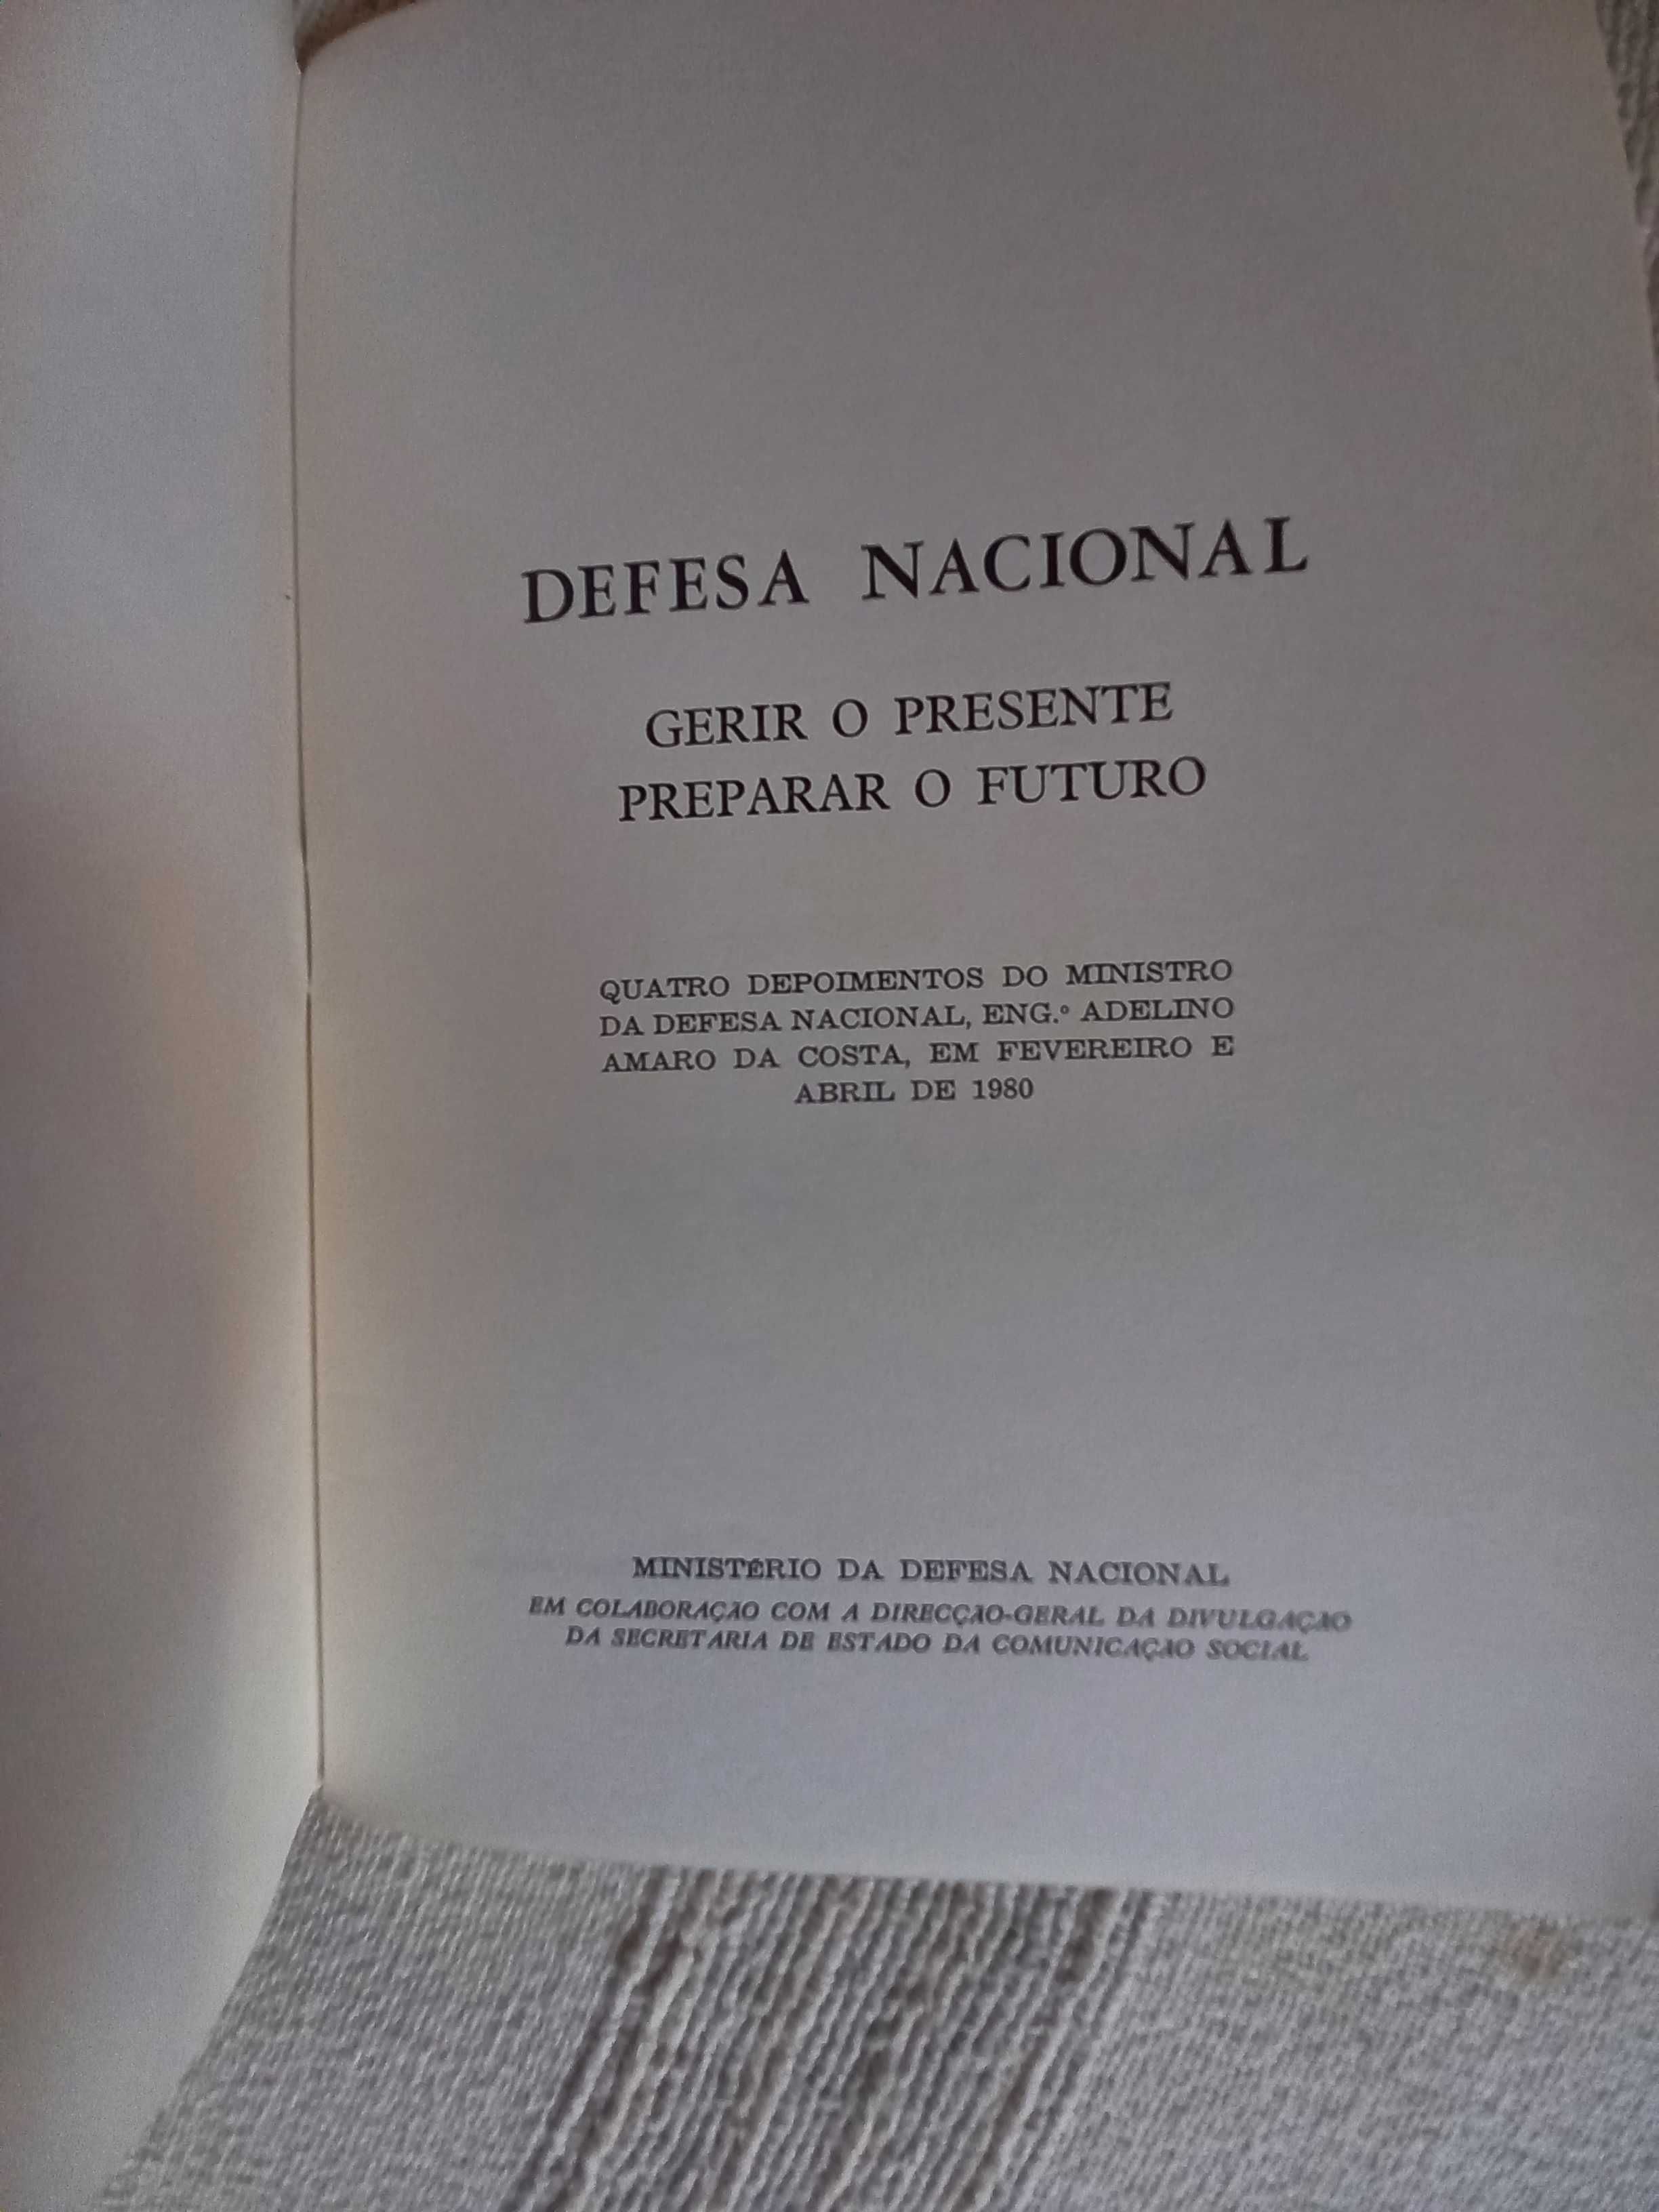 DEFESA NACIONAL
GERIR O PRESENTE
PREPARAR O FUTURO
QUATRO DEPOIMENTOS DO MINISTRO
DA DEFESA NACIONAL, ENG.º ADELINO
AMARO DA COSTA, EM FEVEREIRO E
ABRIL DE 1980
MINISTÉRIO DA DEFESA NACIONAL
EM COLABORAÇÃO COM A DIRECÇÃO-GERAL DA DIVULGAÇÃO
DA SECRETARIA DE ESTADO DA COMUNICAÇÃO SOCIAL